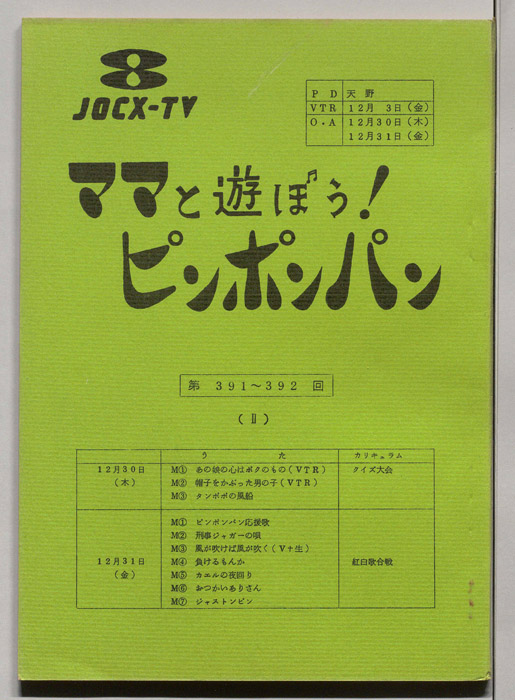 8
JOCX-TV
PD 天野
VTR 12月 3日(金)
O.A 12月30日(木)
12月31日(金)
ママと遊ぼう!
ピンポンパン
第 391~392 回
(Ⅱ)
うた カリキュラム
12月30日 M① あの娘の心はボクのもの(VTR) クイズ大会
(木) M② 帽子をかぶった男の子(VTR)
M③ タンポポの風船
M① ピンポンパン応援歌
M② 刑事ジャガーの唄
M③ 風が吹けば風が吹く((V+生)
12月31日 M④ 負けるもんか 紅白歌合戦
(金) M⑤ カエルの夜回り
M⑥ おつかいありさん
M⑦ ジャストンピン